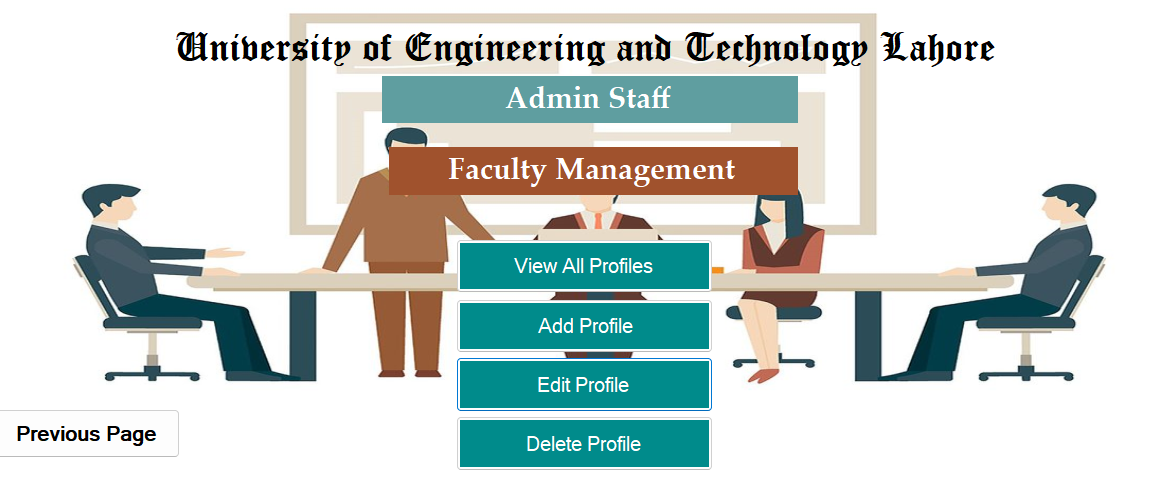 University of Engineering and Technology Lahore
Admin Staff
Faculty Management
View All Profiles
Add Profile
Edit Profile
Previous Page
Delete Profile